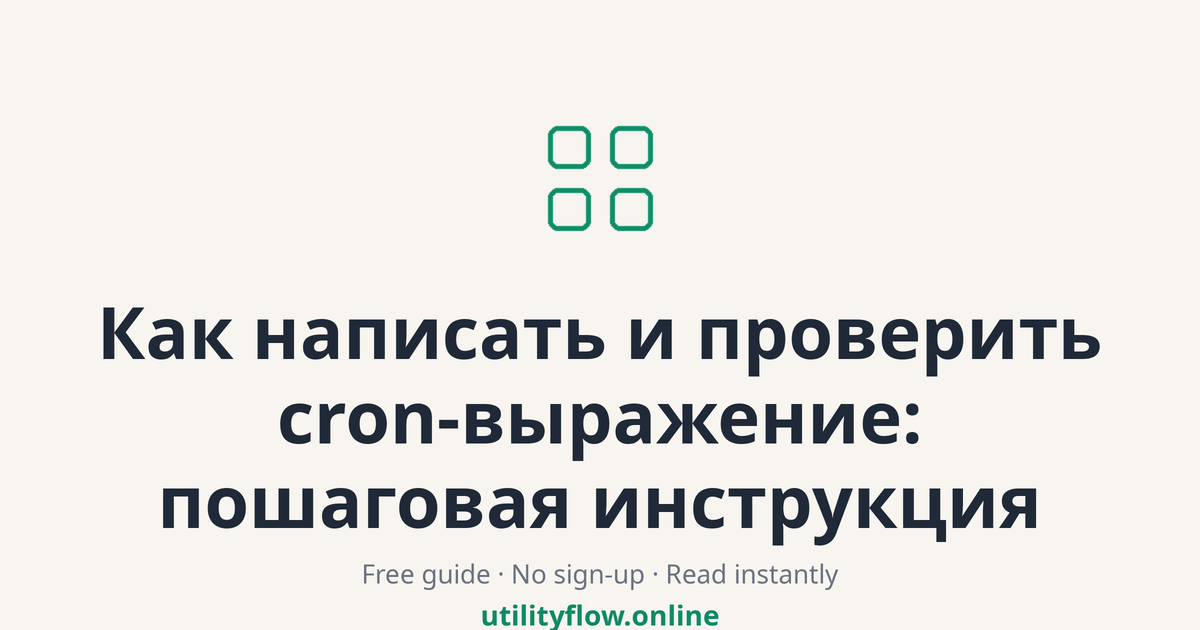 Как написать и проверить
cron-выражение:
пошаговая инструкция
Free guide · No sign-up · Read instantly
utilityflow.online